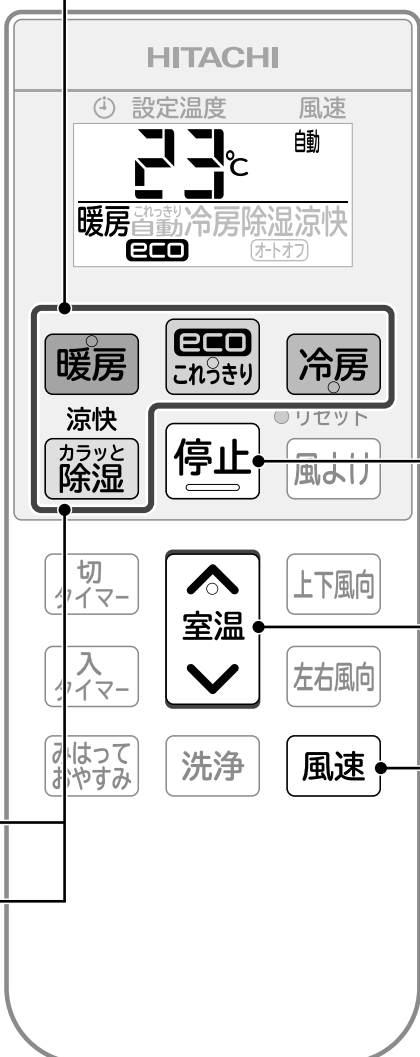 HITACHI
設定温度 風速
23℃ 自動
これっきり
暖房自動冷房除湿涼快
eco オートオフ
暖房 eco これっきり 冷房
涼快 リセット
カラッと
除湿 停止 風よけ
切
タイマー 上下風向
室温
入
タイマー 左右風向
みはって
おやすみ 洗浄 風速